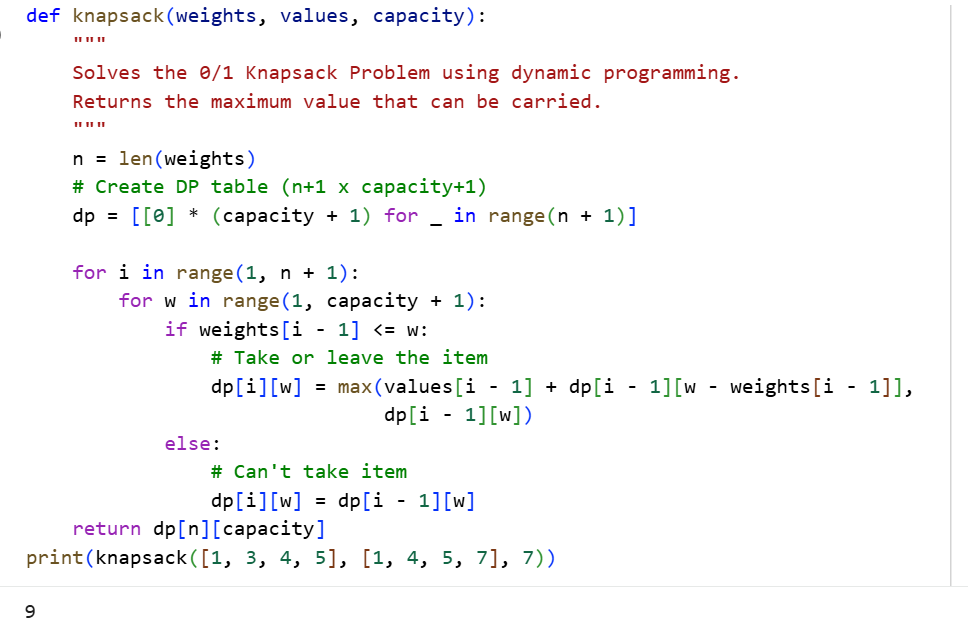 def knapsack(weights, values, capacity):
    """
    Solves the 0/1 Knapsack Problem using dynamic programming.
    Returns the maximum value that can be carried.
    """
    n = len(weights)
    # Create DP table (n+1 x capacity+1)
    dp = [[0] * (capacity + 1) for _ in range(n + 1)]

    for i in range(1, n + 1):
        for w in range(1, capacity + 1):
            if weights[i - 1] <= w:
                # Take or leave the item
                dp[i][w] = max(values[i - 1] + dp[i - 1][w - weights[i - 1]],
                               dp[i - 1][w])
            else:
                # Can't take item
                dp[i][w] = dp[i - 1][w]
    return dp[n][capacity]
print(knapsack([1, 3, 4, 5], [1, 4, 5, 7], 7))
9